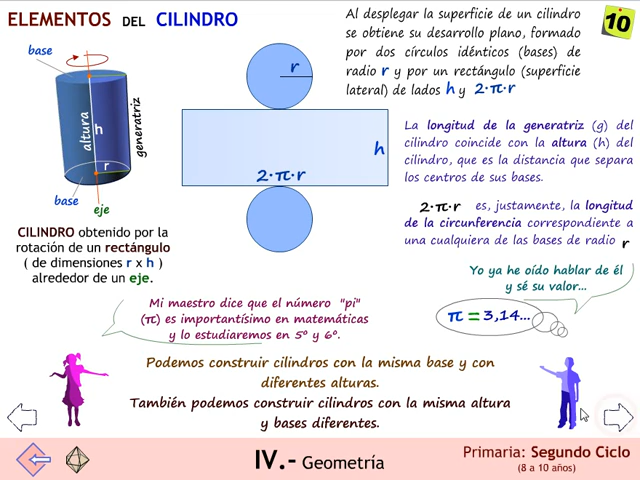 ELEMENTOS DEL CILINDRO
Al desplegar la superficie de un cilindro
se obtiene su desarrollo plano, formado
por dos círculos idénticos (bases) de
radio r y por un rectángulo (superficie
lateral) de lados h y 2·π·r
10
base
altura
h
generatriz
r
base
eje
r
h
2·π·r
La longitud de la generatriz (g) del
cilindro coincide con la altura (h) del
cilindro, que es la distancia que separa
los centros de sus bases.
2·π·r es, justamente, la longitud
de la circunferencia correspondiente a
una cualquiera de las bases de radio r
CILINDRO obtenido por la
rotación de un rectángulo
( de dimensiones r x h )
alrededor de un eje.
Yo ya he oído hablar de él
y sé su valor...
π = 3,14...
Mi maestro dice que el número "pi"
(π) es importantísimo en matemáticas
y lo estudiaremos en 5º y 6º.
Podemos construir cilindros con la misma base y con
diferentes alturas.
También podemos construir cilindros con la misma altura
y bases diferentes.
IV.- Geometría
Primaria: Segundo Ciclo
(8 a 10 años)